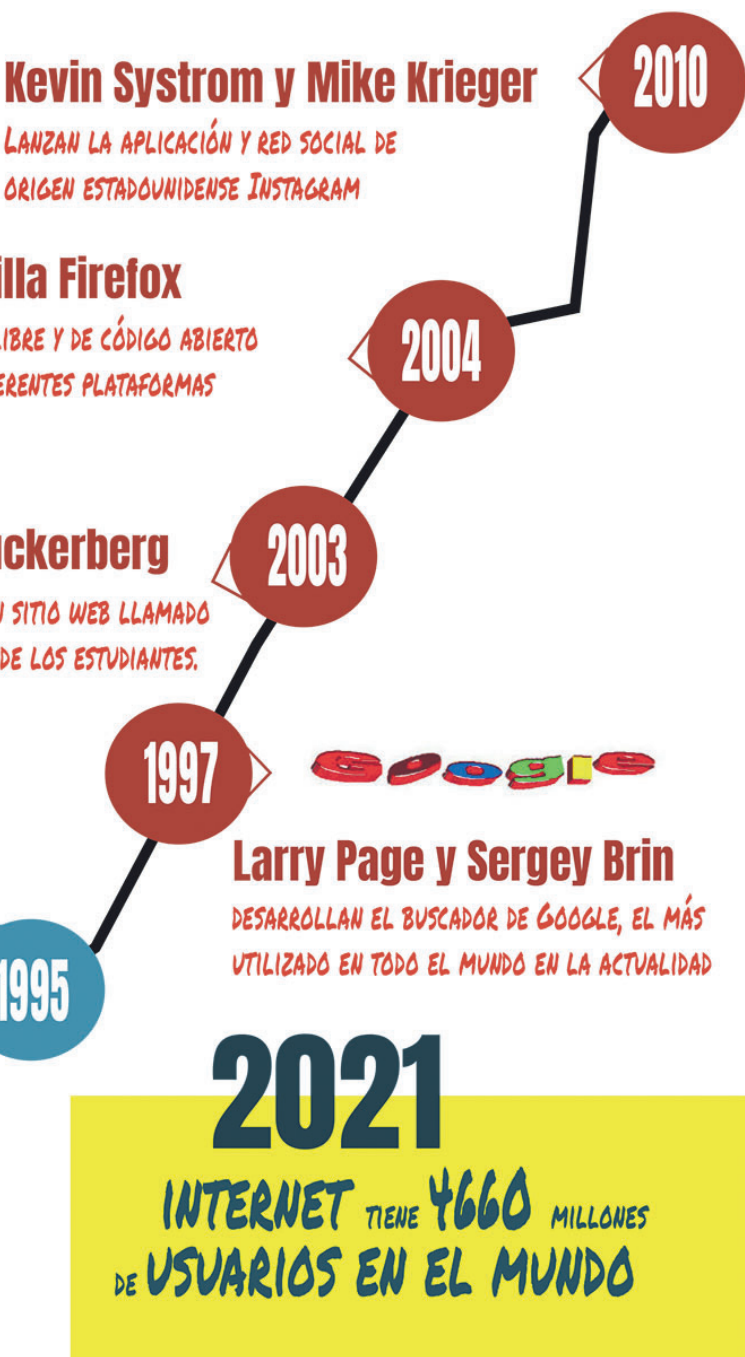 Kevin Systrom y Mike Krieger
2010
LANZAN LA APLICACIÓN Y RED SOCIAL DE
ORIGEN ESTADOUNIDENSE INSTAGRAM
illa Firefox
LIBRE Y DE CÓDIGO ABIERTO
ERENTES PLATAFORMAS
2004
uckerberg
2003
N SITIO WEB LLAMADO
DE LOS ESTUDIANTES.
1997
Google
Larry Page y Sergey Brin
DESARROLLAN EL BUSCADOR DE GOOGLE, EL MÁS
UTILIZADO EN TODO EL MUNDO EN LA ACTUALIDAD
1995
2021
INTERNET TIENE 4660 MILLONES
DE USUARIOS EN EL MUNDO